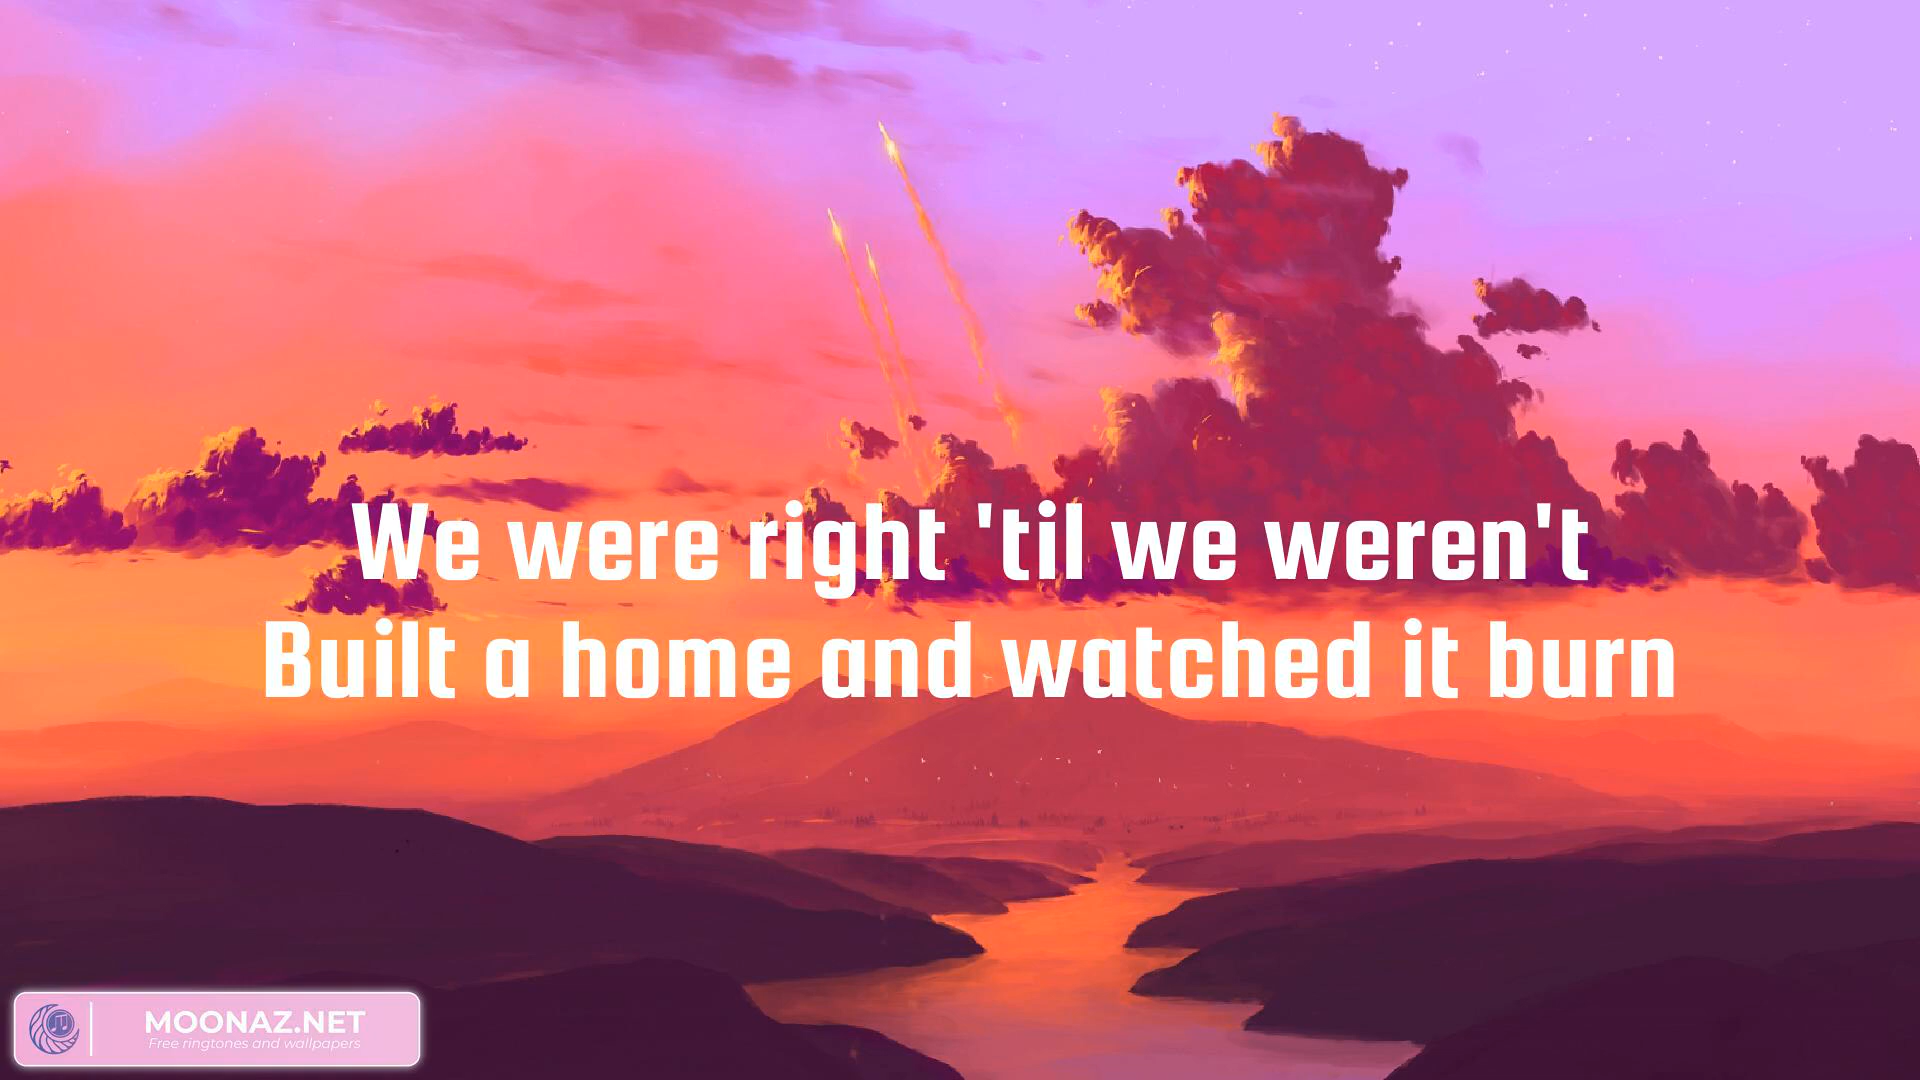 We were right 'til we weren't
Built a home and watched it burn
MOONAZ.NET
Free ringtones and wallpapers